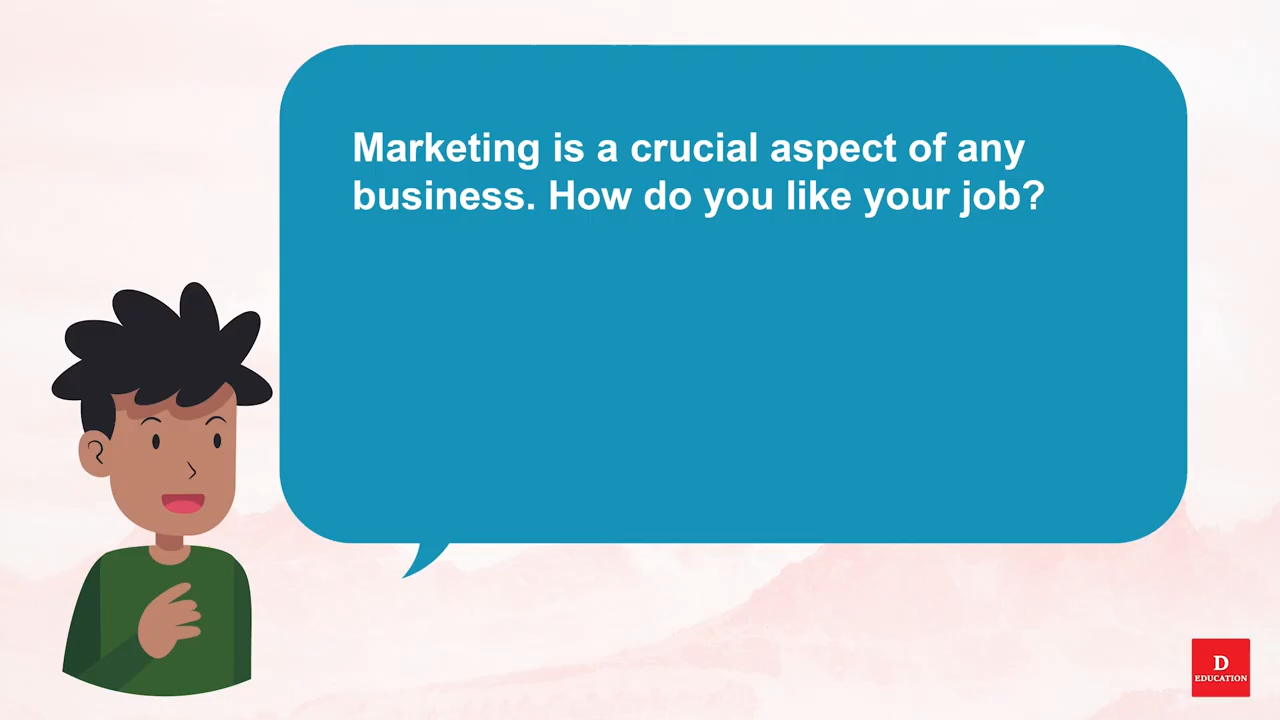 Marketing is a crucial aspect of any
business. How do you like your job?
D
EDUCATION